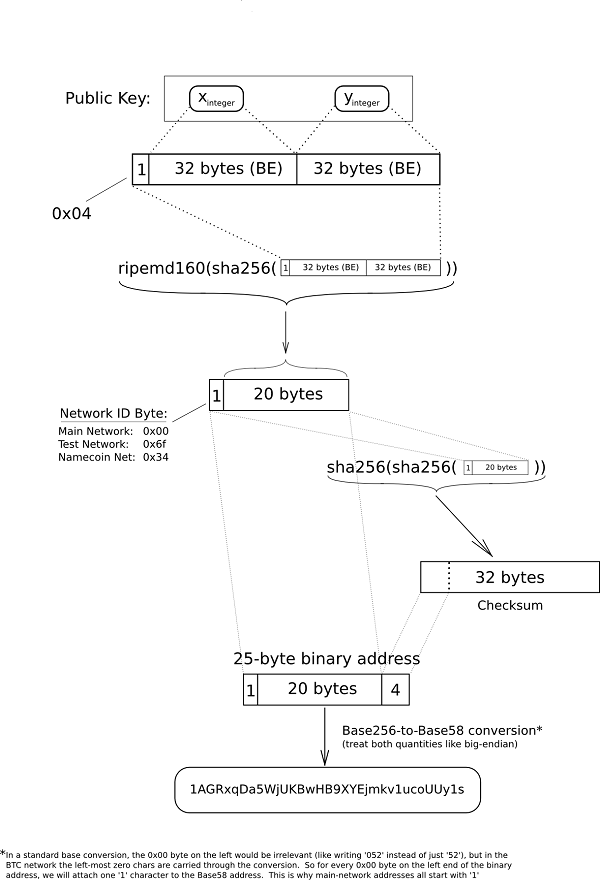 Public Key:
x integer
y integer
1
32 bytes (BE)
32 bytes (BE)
0x04
ripemd160(sha256( 1 32 bytes (BE) 32 bytes (BE) ))
1
20 bytes
Network ID Byte:
Main Network: 0x00
Test Network: 0x6f
Namecoin Net: 0x34
sha256(sha256( 1 20 bytes ))
32 bytes
Checksum
25-byte binary address
1
20 bytes
4
Base256-to-Base58 conversion*
(treat both quantities like big-endian)
1AGRxqDa5WjUKBwHB9XYEjmkv1ucoUUy1s
*In a standard base conversion, the 0x00 byte on the left would be irrelevant (like writing '052' instead of just '52'), but in the
BTC network the left-most zero chars are carried through the conversion. So for every 0x00 byte on the left end of the binary
address, we will attach one '1' character to the Base58 address. This is why main-network addresses all start with '1'